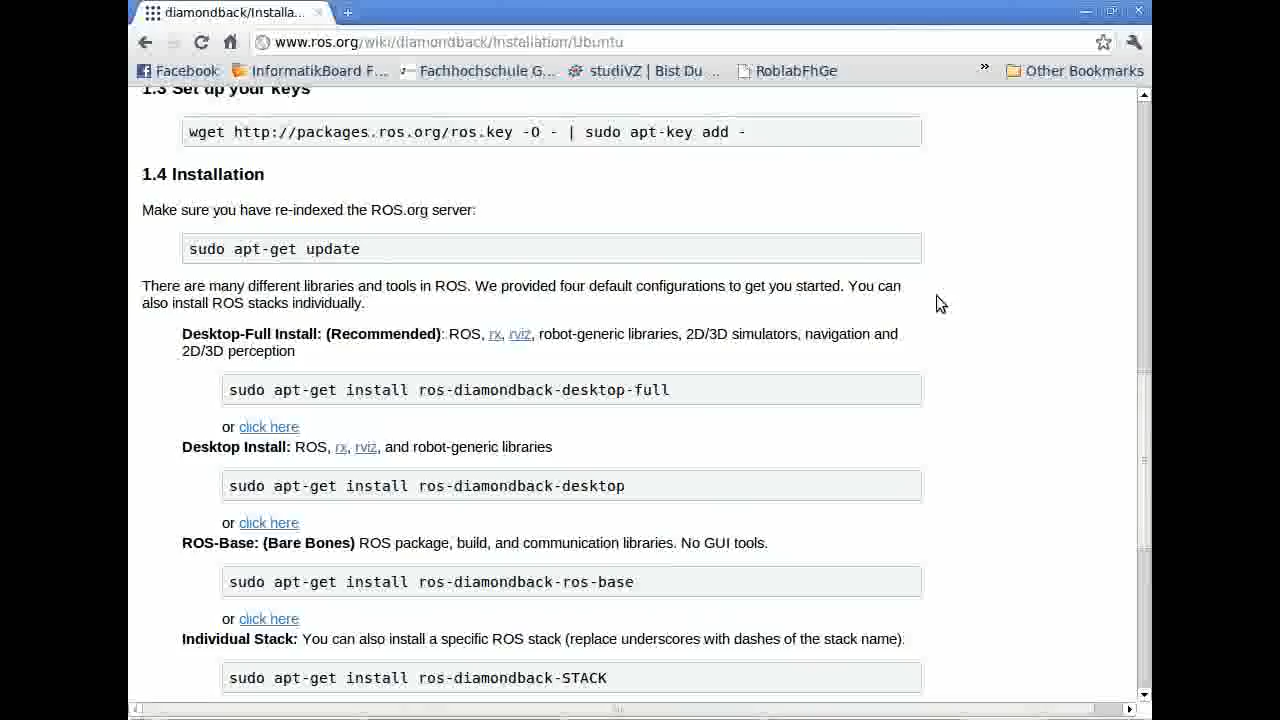 diamondback/Installa...
www.ros.org/wiki/diamondback/Installation/Ubuntu
Facebook InformatikBoard F... Fachhochschule G... studiVZ | Bist Du ... RoblabFhGe » Other Bookmarks
1.3 Set up your keys
wget http://packages.ros.org/ros.key -O - | sudo apt-key add -
1.4 Installation
Make sure you have re-indexed the ROS.org server:
sudo apt-get update
There are many different libraries and tools in ROS. We provided four default configurations to get you started. You can
also install ROS stacks individually.
Desktop-Full Install: (Recommended): ROS, rx, rviz, robot-generic libraries, 2D/3D simulators, navigation and
2D/3D perception
sudo apt-get install ros-diamondback-desktop-full
or click here
Desktop Install: ROS, rx, rviz, and robot-generic libraries
sudo apt-get install ros-diamondback-desktop
or click here
ROS-Base: (Bare Bones) ROS package, build, and communication libraries. No GUI tools.
sudo apt-get install ros-diamondback-ros-base
or click here
Individual Stack: You can also install a specific ROS stack (replace underscores with dashes of the stack name).
sudo apt-get install ros-diamondback-STACK